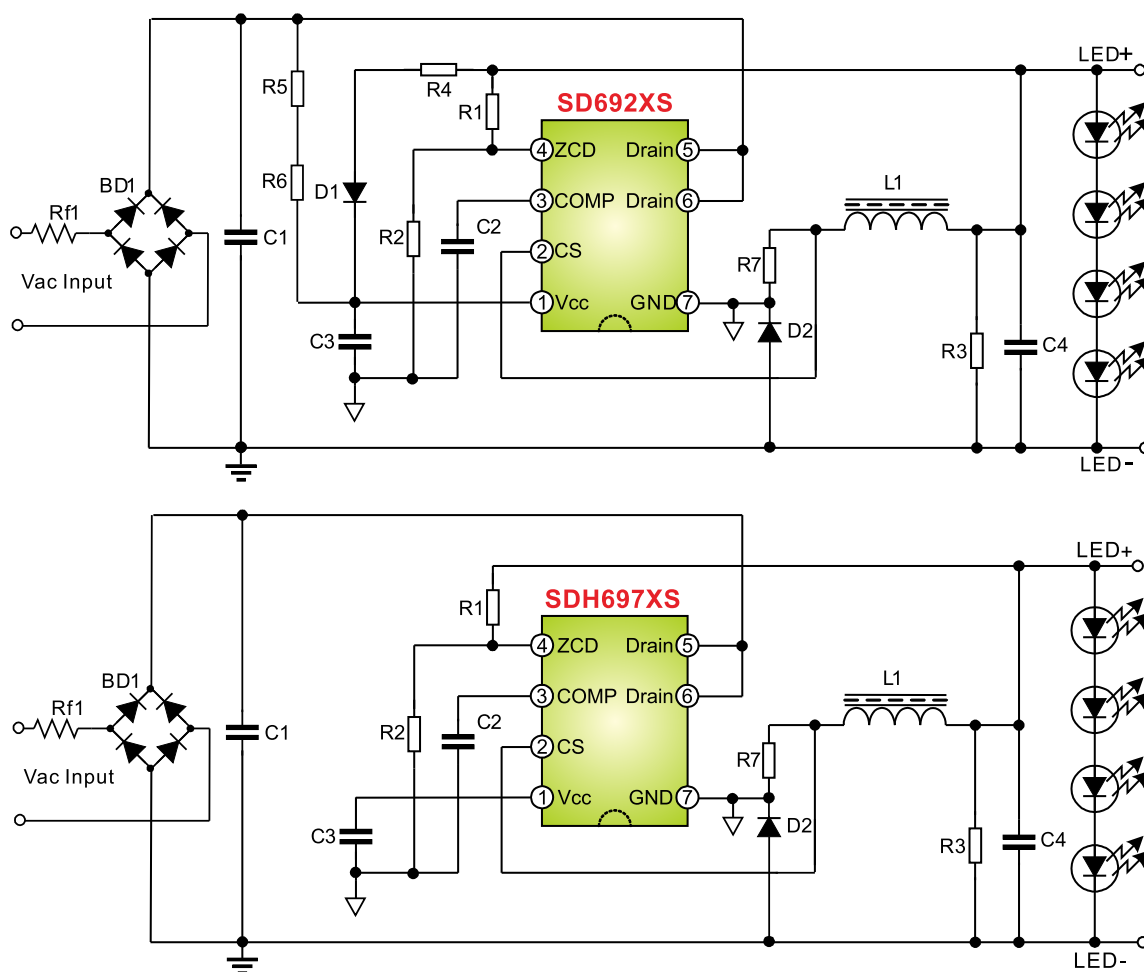 LED+
R5
R4
R1
SD692XS
4 ZCD
Drain 5
R6
D1
BD1
3 COMP
Drain 6
L1
Rf1
C1
R2
C2
2 CS
R7
Vac Input
1 Vcc
GND 7
D2
C3
R3
C4
LED-
LED+
SDH697XS
R1
4 ZCD
Drain 5
BD1
3 COMP
Drain 6
L1
Rf1
C1
R2
C2
2 CS
R7
Vac Input
1 Vcc
GND 7
D2
C3
R3
C4
LED-